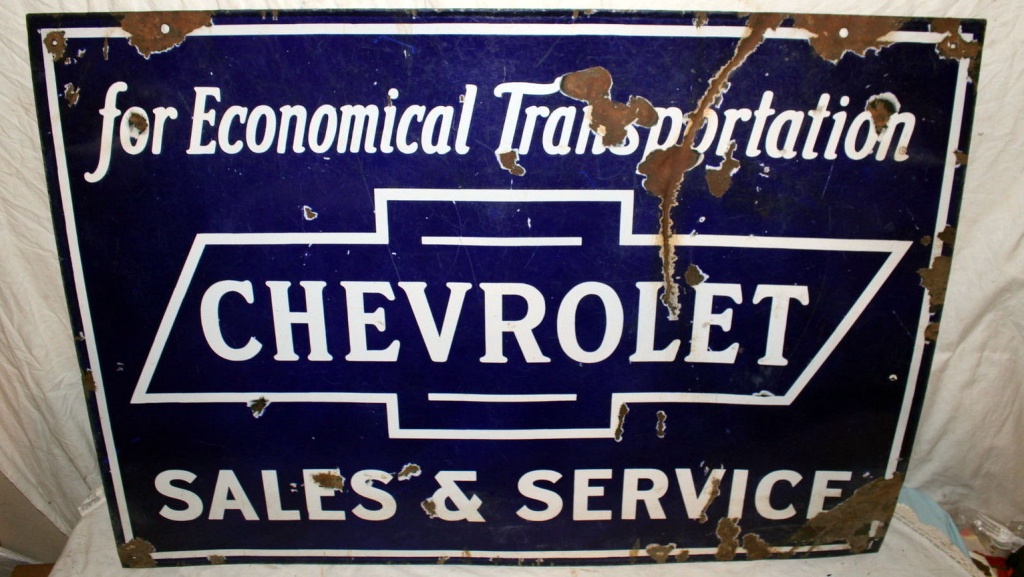 for Economical Transportation
CHEVROLET
SALES & SERVICE